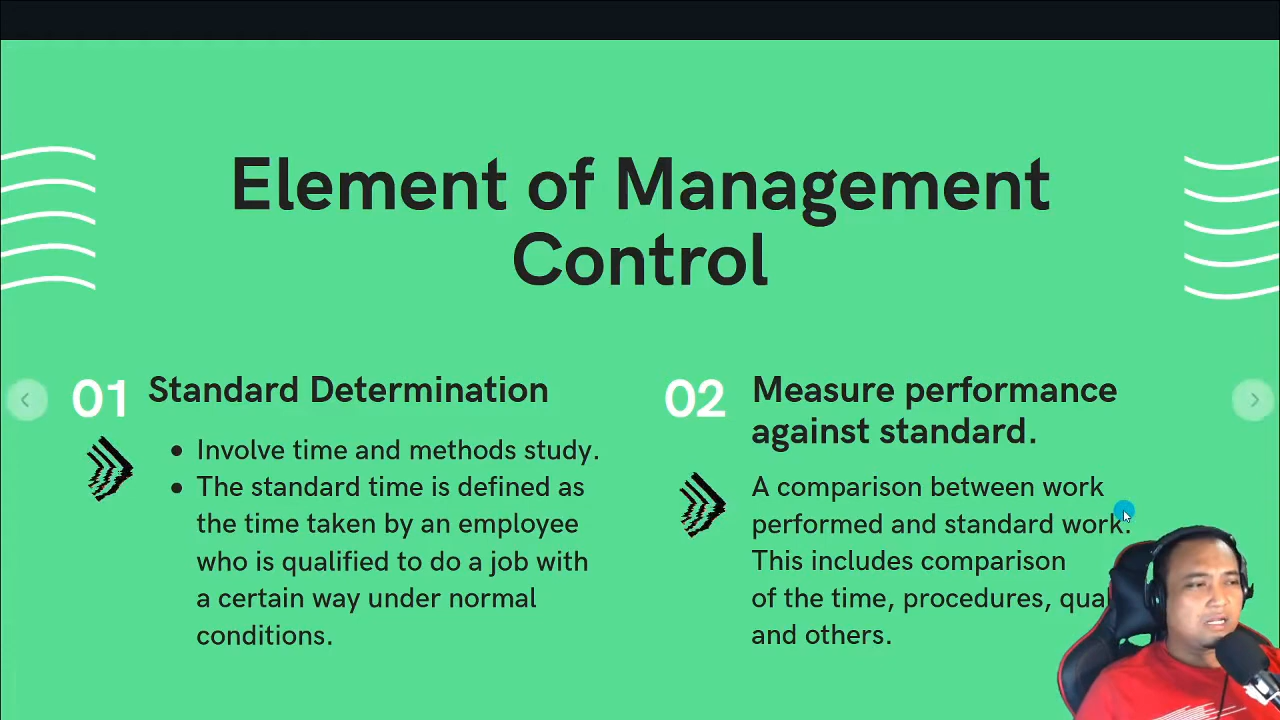 Element of Management
Control
01 Standard Determination
Involve time and methods study.
The standard time is defined as
the time taken by an employee
who is qualified to do a job with
a certain way under normal
conditions.
02 Measure performance
against standard.
A comparison between work
performed and standard work.
This includes comparison
of the time, procedures,
and others.